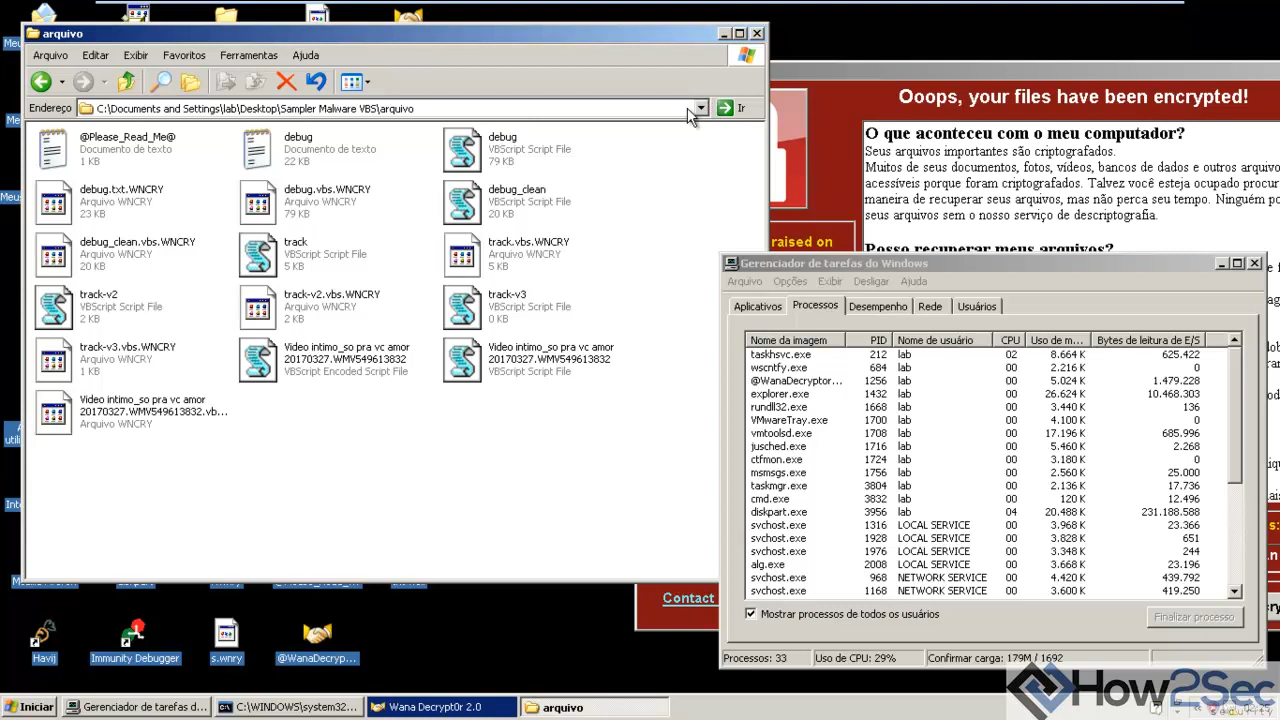 Meu
arquivo
Arquivo Editar Exibir Favoritos Ferramentas Ajuda
Endereço C:\Documents and Settings\lab\Desktop\Sampler Malware VBS\arquivo Ir
@Please_Read_Me@
Documento de texto
1 KB
debug
Documento de texto
22 KB
debug
VBScript Script File
79 KB
debug.txt.WNCRY
Arquivo WNCRY
23 KB
debug.vbs.WNCRY
Arquivo WNCRY
79 KB
debug_clean
VBScript Script File
20 KB
debug_clean.vbs.WNCRY
Arquivo WNCRY
20 KB
track
VBScript Script File
5 KB
track.vbs.WNCRY
Arquivo WNCRY
5 KB
track-v2
VBScript Script File
2 KB
track-v2.vbs.WNCRY
Arquivo WNCRY
2 KB
track-v3
VBScript Script File
0 KB
track-v3.vbs.WNCRY
Arquivo WNCRY
1 KB
Video intimo_so pra vc amor
20170327.WMV549613832
VBScript Encoded Script File
Video intimo_so pra vc amor
20170327.WMV549613832
VBScript Script File
Video intimo_so pra vc amor
20170327.WMV549613832.vb...
Arquivo WNCRY
Ooops, your files have been encrypted!
O que aconteceu com o meu computador?
Seus arquivos importantes são criptografados.
Muitos de seus documentos, fotos, vídeos, bancos de dados e outros arquivo
acessíveis porque foram criptografados. Talvez você esteja ocupado procur
maneira de recuperar seus arquivos, mas não perca seu tempo. Ninguém po
seus arquivos sem o nosso serviço de descriptografia.
Posso recuperar meus arquivos?
raised on
Contact
Gerenciador de tarefas do Windows
Arquivo Opções Exibir Desligar Ajuda
Aplicativos Processos Desempenho Rede Usuários
Nome da imagem PID Nome de usuário CPU Uso de m... Bytes de leitura de E/S
taskhsvc.exe 212 lab 02 8.664 K 625.422
wscntfy.exe 684 lab 00 2.216 K 0
@WanaDecryptor... 1256 lab 00 5.024 K 1.479.228
explorer.exe 1432 lab 00 26.624 K 10.468.303
rundll32.exe 1668 lab 00 3.440 K 136
VMwareTray.exe 1700 lab 00 4.100 K 0
vmtoolsd.exe 1708 lab 00 17.196 K 685.996
jusched.exe 1716 lab 00 5.460 K 2.268
ctfmon.exe 1724 lab 00 3.180 K 0
msmsgs.exe 1756 lab 00 2.560 K 25.000
taskmgr.exe 3804 lab 00 2.136 K 17.736
cmd.exe 3832 lab 00 120 K 12.496
diskpart.exe 3956 lab 04 20.488 K 231.188.588
svchost.exe 1316 LOCAL SERVICE 00 3.968 K 23.366
svchost.exe 1928 LOCAL SERVICE 00 3.828 K 651
svchost.exe 1976 LOCAL SERVICE 00 3.348 K 244
alg.exe 2008 LOCAL SERVICE 00 3.668 K 23.196
svchost.exe 968 NETWORK SERVICE 00 4.420 K 439.792
svchost.exe 1168 NETWORK SERVICE 00 3.600 K 419.250
Mostrar processos de todos os usuários
Finalizar processo
Processos: 33 Uso de CPU: 29% Confirmar carga: 179M / 1692
Havij
Immunity Debugger
s.wnry
@WanaDecryp...
How2Sec
Iniciar Gerenciador de tarefas d... C:\WINDOWS\system32... Wana Decrypt0r 2.0 arquivo